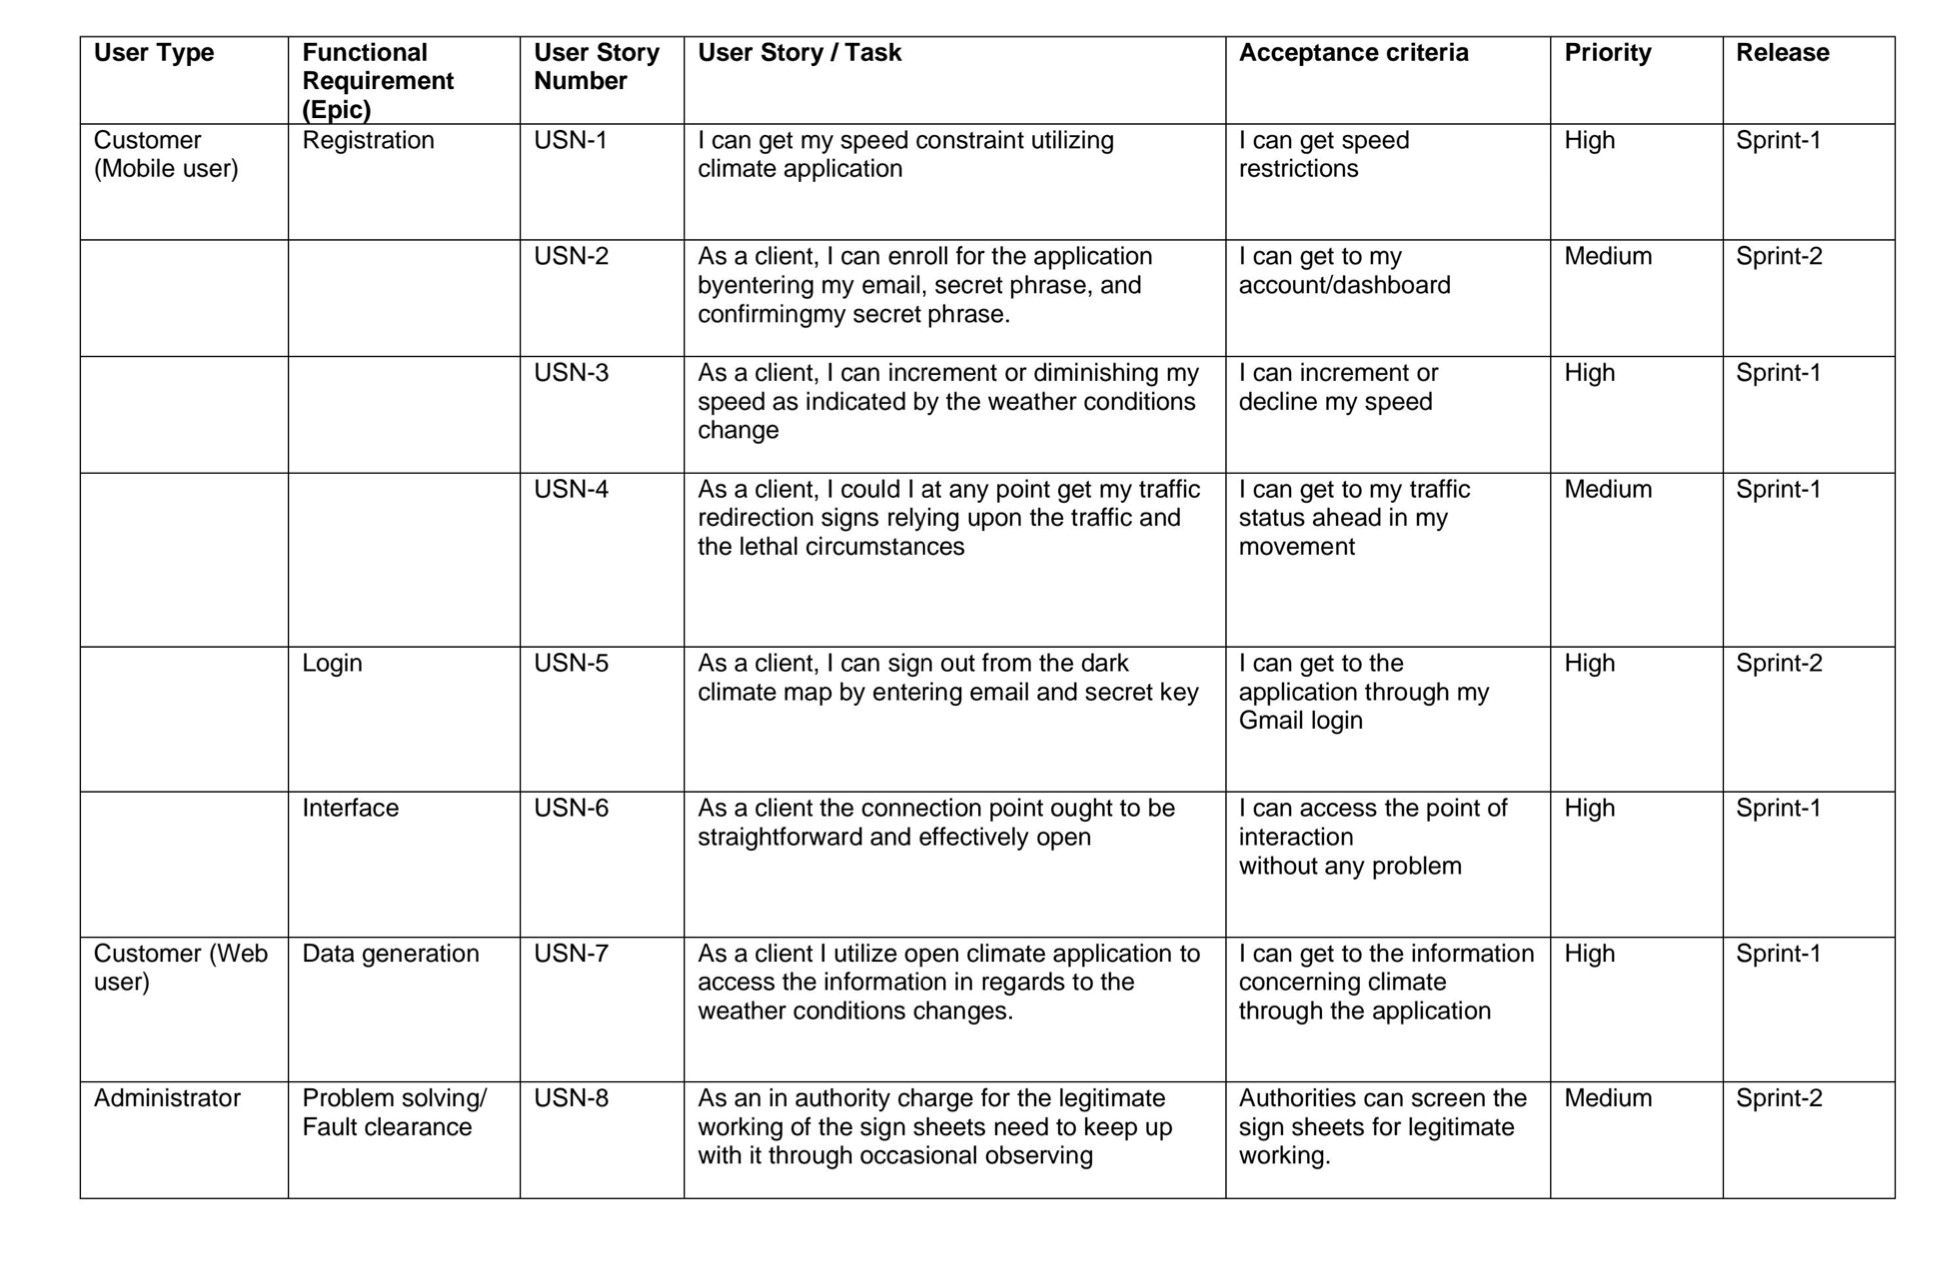 User Type
Functional
Requirement
(Epic)
User Story
Number
User Story / Task
Acceptance criteria
Priority
Release
Customer
(Mobile user)
Registration
USN-1
I can get my speed constraint utilizing
climate application
I can get speed
restrictions
High
Sprint-1
USN-2
As a client, I can enroll for the application
byentering my email, secret phrase, and
confirmingmy secret phrase.
I can get to my
account/dashboard
Medium
Sprint-2
USN-3
As a client, I can increment or diminishing my
speed as indicated by the weather conditions
change
I can increment or
decline my speed
High
Sprint-1
USN-4
As a client, I could I at any point get my traffic
redirection signs relying upon the traffic and
the lethal circumstances
I can get to my traffic
status ahead in my
movement
Medium
Sprint-1
Login
USN-5
As a client, I can sign out from the dark
climate map by entering email and secret key
I can get to the
application through my
Gmail login
High
Sprint-2
Interface
USN-6
As a client the connection point ought to be
straightforward and effectively open
I can access the point of
interaction
without any problem
High
Sprint-1
Customer (Web
user)
Data generation
USN-7
As a client I utilize open climate application to
access the information in regards to the
weather conditions changes.
I can get to the information
concerning climate
through the application
High
Sprint-1
Administrator
Problem solving/
Fault clearance
USN-8
As an in authority charge for the legitimate
working of the sign sheets need to keep up
with it through occasional observing
Authorities can screen the
sign sheets for legitimate
working.
Medium
Sprint-2